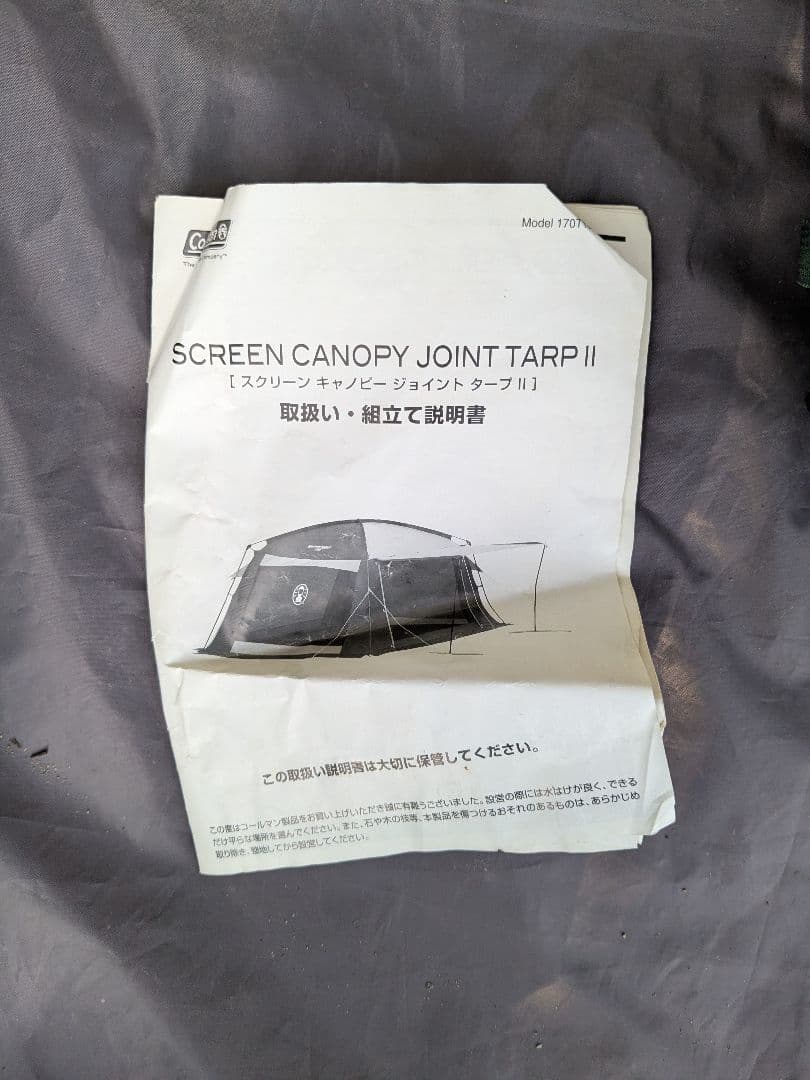 Model 1707
SCREEN CANOPY JOINT TARP II
[ スクリーン キャノピー ジョイント タープ II ]
取扱い・組立て説明書
この取扱い説明書は大切に保管してください。
この度はコールマン製品をお買い上げいただき誠に有難うございました。設営の際には水はけが良く、できる
だけ平らな場所を選んでください。また、石や木の枝等、本製品を傷つけるおそれのあるものは、あらかじめ
取り除き、整地してから設営してください。